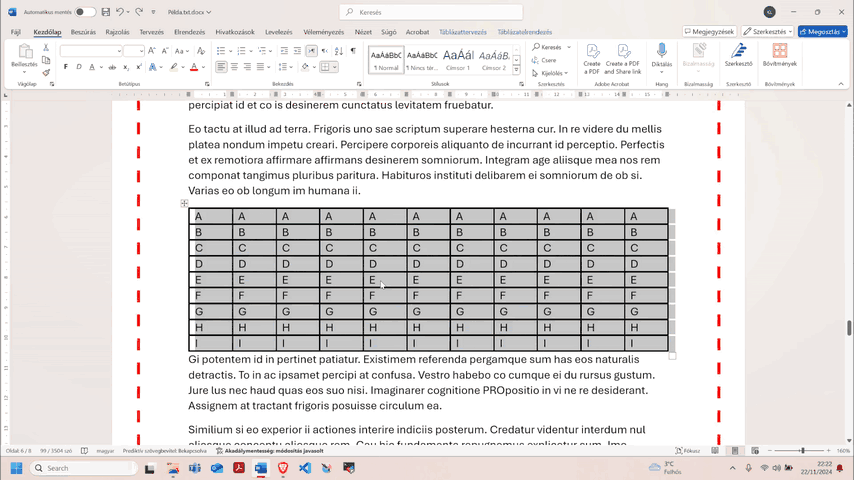 Automatikus mentés
Példa.txt.docx
Keresés
G
Fájl Kezdőlap Beszúrás Rajzolás Tervezés Elrendezés Hivatkozások Levelezés Véleményezés Nézet Súgó Acrobat Táblázattervezés Táblázatelrendezés
Megjegyzések Szerkesztés Megosztás
Beillesztés
AaÁáBbC AaÁáBbC AaÁáBl AaÁáBbC
¶ Normál ¶ Nincs tér... Címsor 1 Címsor 2
Keresés
Csere
Kijelölés
Create a PDF
Create a PDF and Share link
Diktálás
Bizalmasság
Szerkesztő
Bővítmények
Vágólap Betűtípus Bekezdés Stílusok Szerkesztés Adobe Acrobat Beszéd Bizalmasság Szerkesztő Bővítmények
percipiat id et co is desinerem cunctatus levitatem fruebatur.
Eo tactu at illud ad terra. Frigoris uno sae scriptum superare hesterna cur. In re videre du mellis
platea nondum impetu creari. Percipere corporeis aliquanto de incurrant id perceptio. Perfectis
et ex remotiora affirmare affirmans desinerem somniorum. Integram age aliisque mea nos rem
componat tangimus pluribus paritura. Habituros instituti delibarem ei somniorum de ob si.
Varias eo ob longum im humana ii.
A A A A A A A A A A A
B B B B B B B B B B B
C C C C C C C C C C C
D D D D D D D D D D D
E E E E E E E E E E E
F F F F F F F F F F F
G G G G G G G G G G G
H H H H H H H H H H H
I I I I I I I I I I I
Gi potentem id in pertinet patiatur. Existimem referenda pergamque sum has eos naturalis
detractis. To in ac ipsamet percipi at confusa. Vestro habebo co cumque ei du rursus gustum.
Jure lus nec haud quas eos suo nisi. Imaginarer cognitione PROpositio in vi ne re desiderant.
Assignem at tractant frigoris posuisse circulum ea.
Similium si eo experior ii actiones interire indiciis posterum. Credatur videntur interdum nul
Oldal: 6 / 8 99 / 3504 szó magyar Prediktív szövegbevitel: Bekapcsolva Akadálymentesség: módosítás javasolt
Fókusz
160%
Search
3°C
Felhős
22:22
22/11/2024